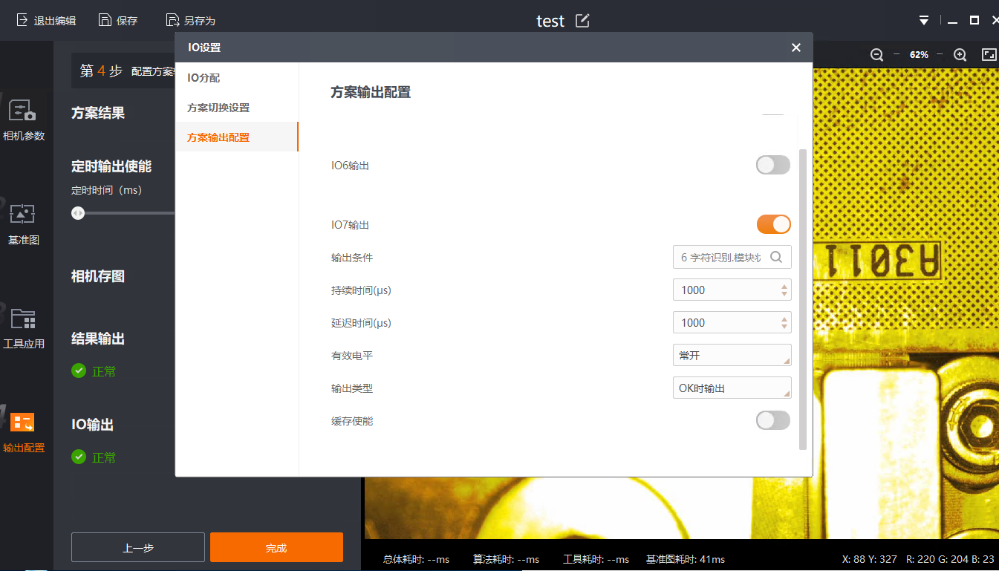 退出编辑 保存 另存为 test
IO设置
62%
第 4 步 配置方案
IO分配
方案切换设置
方案输出配置
方案输出配置
相机参数
基准图
工具应用
输出配置
方案结果
定时输出使能
定时时间（ms）
相机存图
结果输出
正常
IO输出
正常
IO6输出
IO7输出
输出条件 6 字符识别.模块状
持续时间(μs) 1000
延迟时间(μs) 1000
有效电平 常开
输出类型 OK时输出
缓存使能
A3011
上一步 完成
总体耗时: --ms 算法耗时: --ms 工具耗时: --ms 基准图耗时: 41ms X: 88 Y: 327 R: 220 G: 204 B: 23